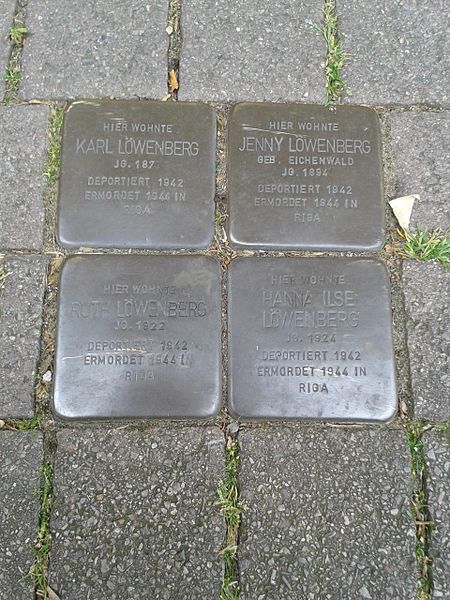 HIER WOHNTE
KARL LÖWENBERG
JG. 187
DEPORTIERT 1942
ERMORDET 1944 IN
RIGA
HIER WOHNTE
JENNY LÖWENBERG
GEB. EICHENWALD
JG. 1894
DEPORTIERT 1942
ERMORDET 1944 IN
RIGA
HIER WOHNTE
RUTH LÖWENBERG
JG. 1922
DEPORTIERT 1942
ERMORDET 1944 IN
RIGA
HIER WOHNTE
HANNA ILSE
LÖWENBERG
JG. 1924
DEPORTIERT 1942
ERMORDET 1944 IN
RIGA